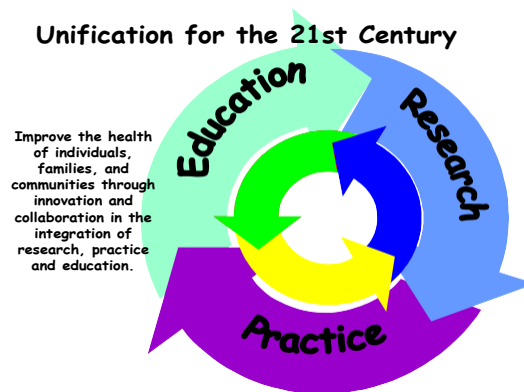 Unification for the 21st Century
Education
Research
Improve the health
of individuals,
families, and
communities through
innovation and
collaboration in the
integration of
research, practice
and education.
Practice